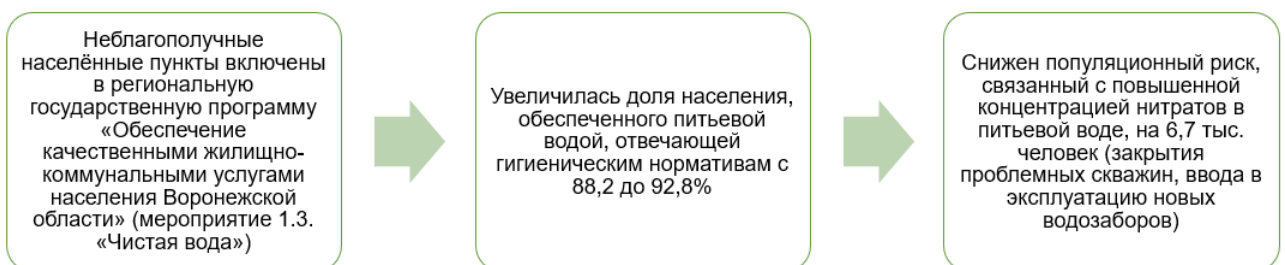 Неблагополучные
населённые пункты включены
в региональную
государственную программу
«Обеспечение
качественными жилищно-
коммунальными услугами
населения Воронежской
области» (мероприятие 1.3.
«Чистая вода»)
Увеличилась доля населения,
обеспеченного питьевой
водой, отвечающей
гигиеническим нормативам с
88,2 до 92,8%
Снижен популяционный риск,
связанный с повышенной
концентрацией нитратов в
питьевой воде, на 6,7 тыс.
человек (закрытия
проблемных скважин, ввода в
эксплуатацию новых
водозаборов)